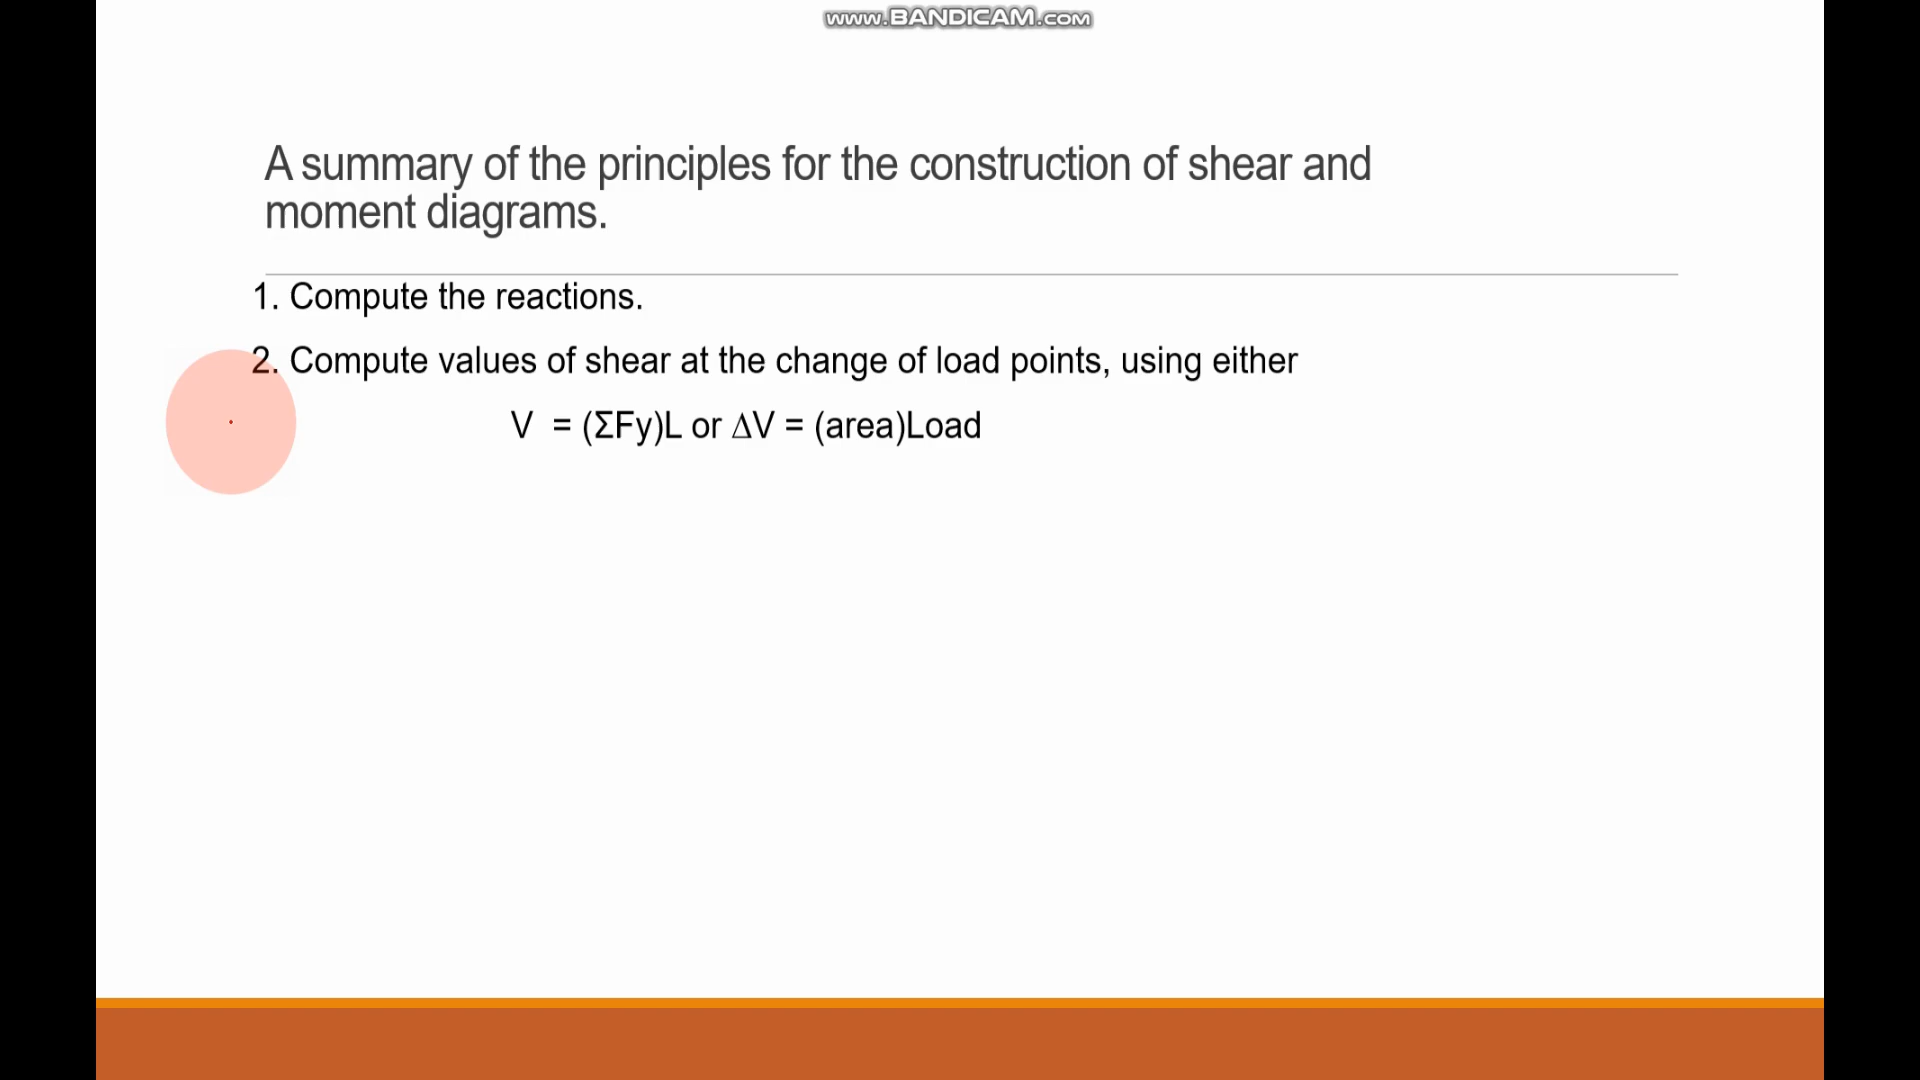 www.BANDICAM.com
A summary of the principles for the construction of shear and
moment diagrams.
1. Compute the reactions.
2. Compute values of shear at the change of load points, using either
V = (ΣFy)L or ∆V = (area)Load